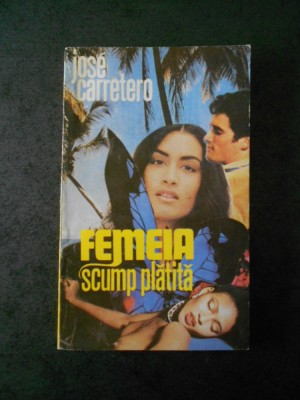 josé
carretero
FEMEIA
scump plătită